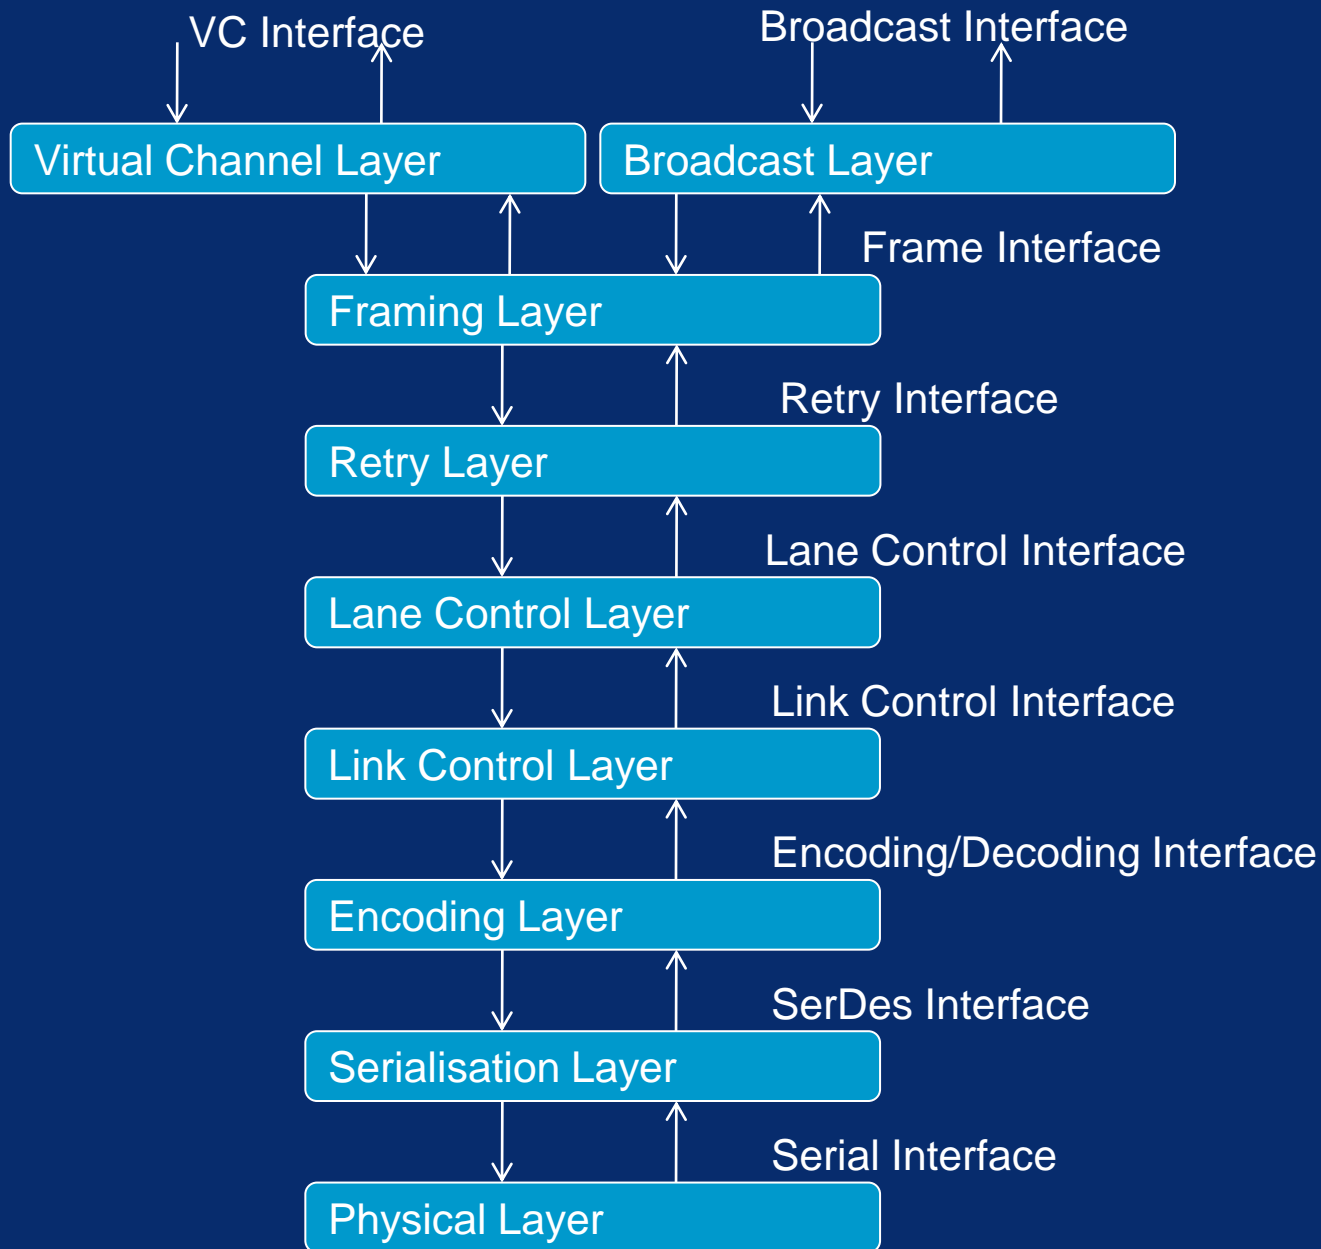 VC Interface
Broadcast Interface
Virtual Channel Layer
Broadcast Layer
Frame Interface
Framing Layer
Retry Interface
Retry Layer
Lane Control Interface
Lane Control Layer
Link Control Interface
Link Control Layer
Encoding/Decoding Interface
Encoding Layer
SerDes Interface
Serialisation Layer
Serial Interface
Physical Layer